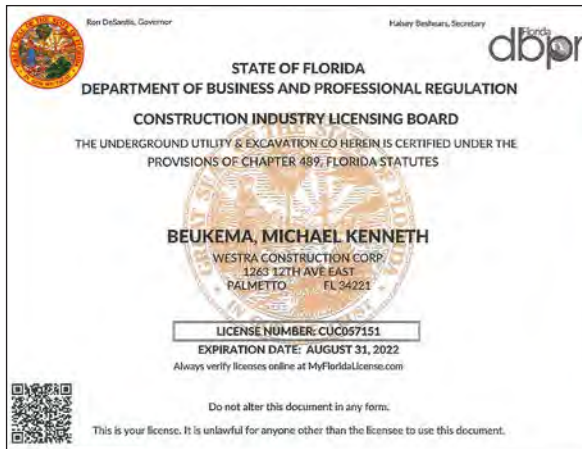 Ron DeSantis, Governor
Halsey Beshears, Secretary
Florida
dbpr
STATE OF FLORIDA
DEPARTMENT OF BUSINESS AND PROFESSIONAL REGULATION
CONSTRUCTION INDUSTRY LICENSING BOARD
THE UNDERGROUND UTILITY & EXCAVATION CO HEREIN IS CERTIFIED UNDER THE
PROVISIONS OF CHAPTER 489, FLORIDA STATUTES
BEUKEMA, MICHAEL KENNETH
WESTRA CONSTRUCTION CORP.
1263 12TH AVE EAST
PALMETTO FL 34221
LICENSE NUMBER: CUC057151
EXPIRATION DATE: AUGUST 31, 2022
Always verify licenses online at MyFloridaLicense.com
Do not alter this document in any form.
This is your license. It is unlawful for anyone other than the licensee to use this document.